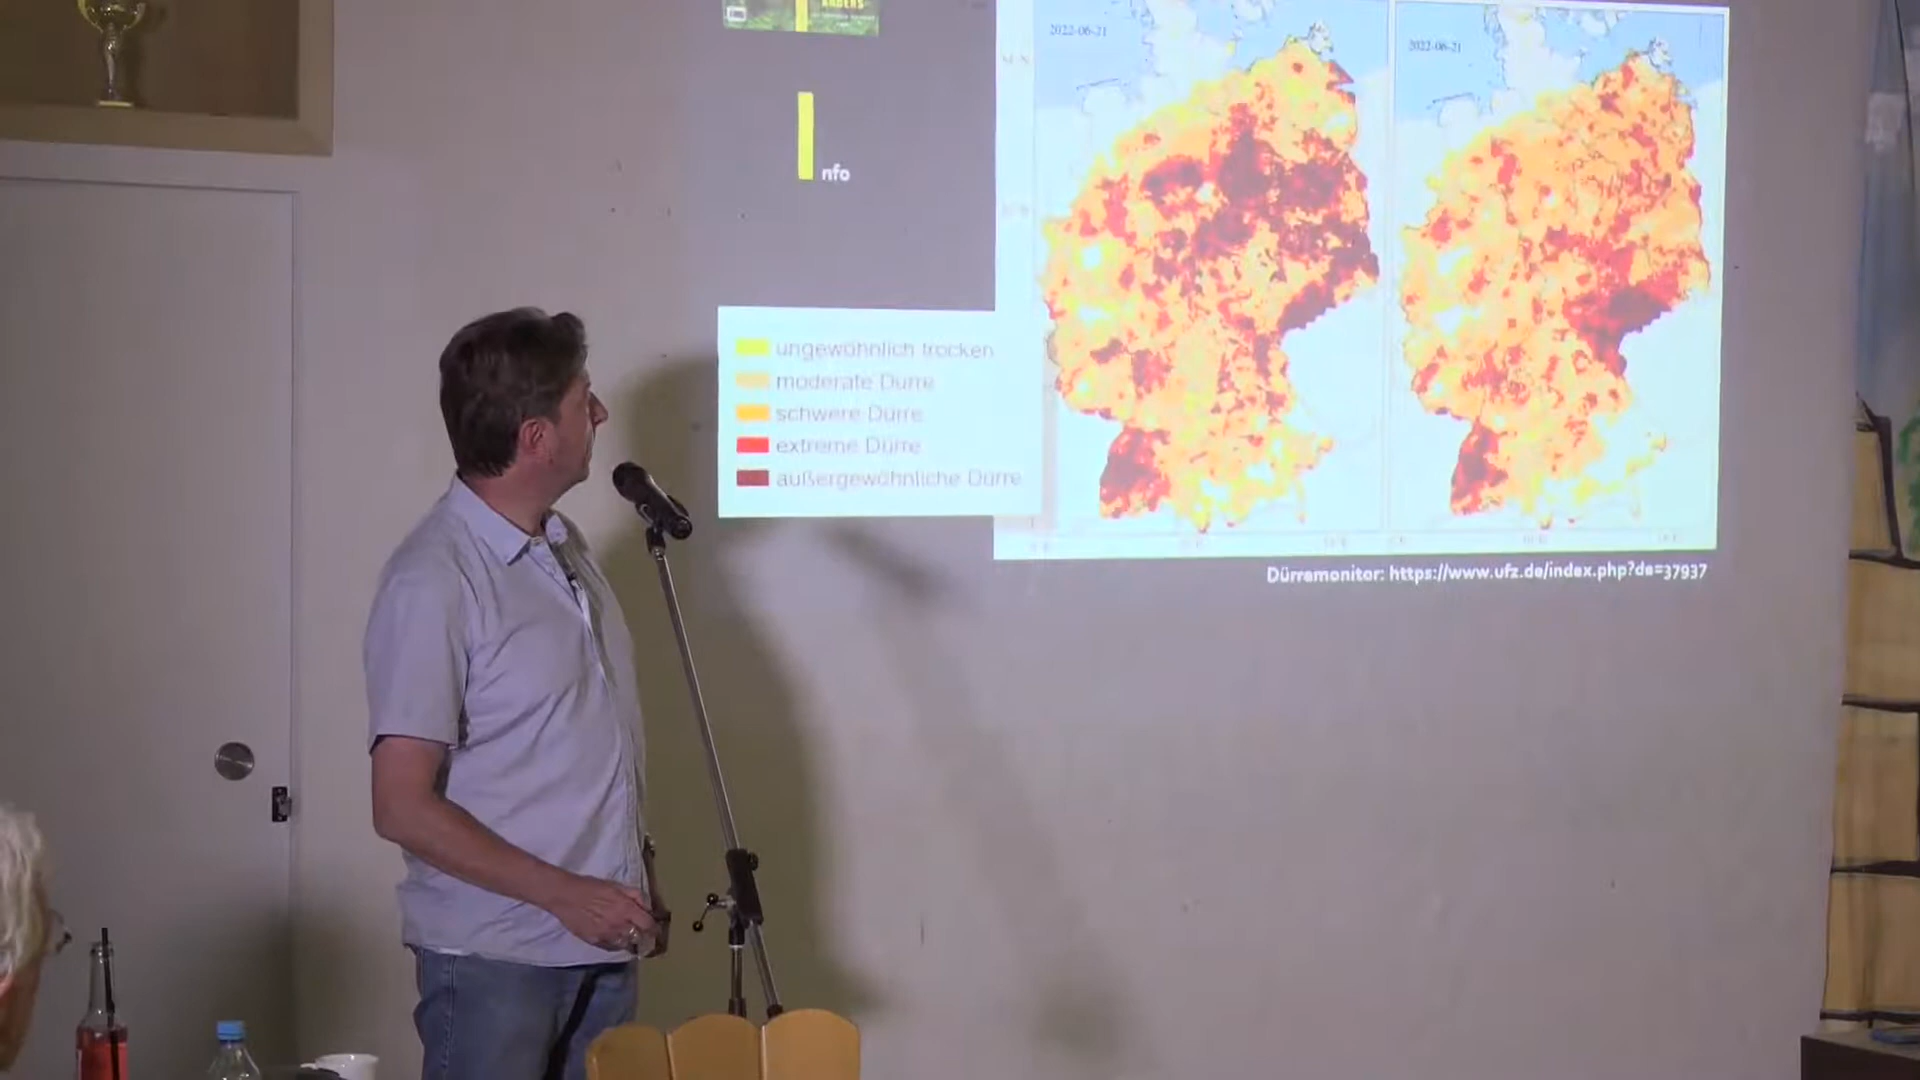 ANDERS
nfo
2022-06-21
2022-06-21
ungewöhnlich trocken
moderate Dürre
schwere Dürre
extreme Dürre
außergewöhnliche Dürre
Dürremonitor: https://www.ufz.de/index.php?de=37937